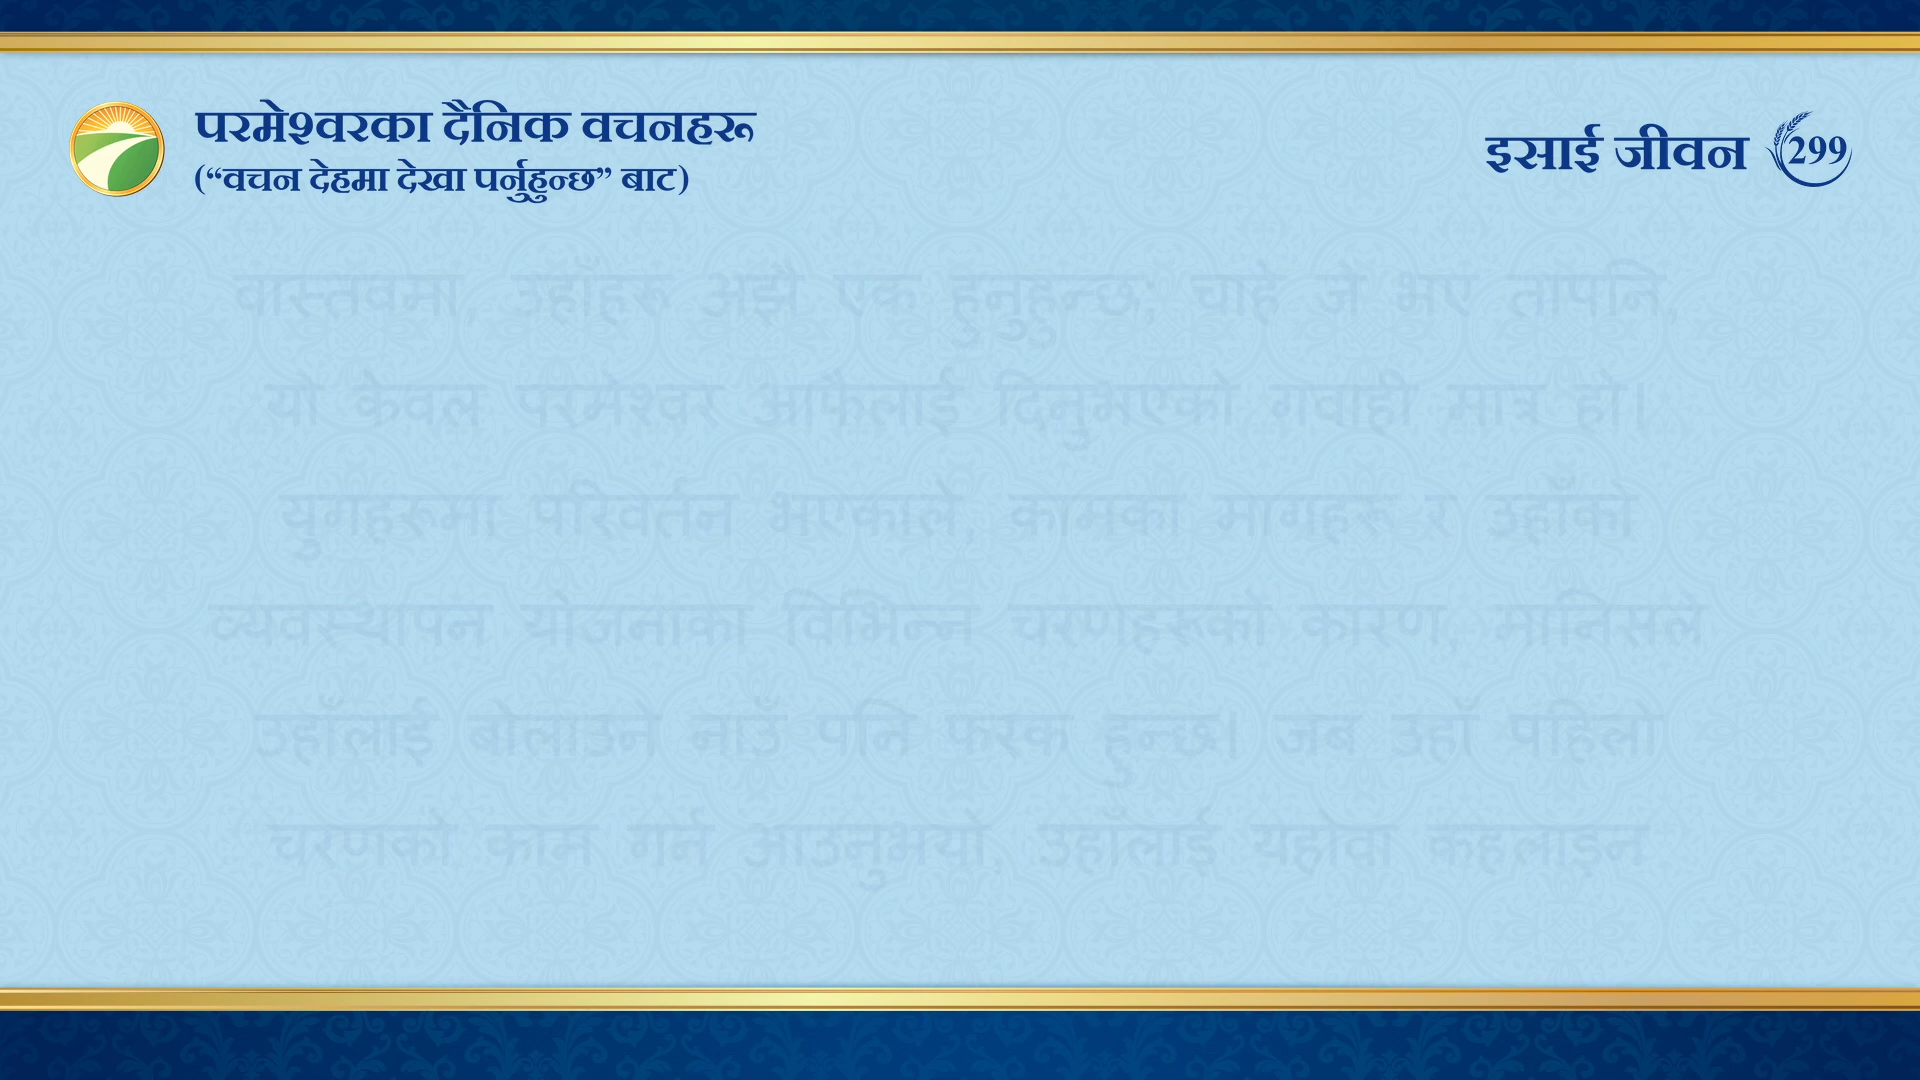 परमेश्वरका दैनिक वचनहरू
(“वचन देहमा देखा पर्नुहुन्छ” बाट)
इसाई जीवन 299
वास्तवमा, उहाँहरु अझै एक हुनुहुन्छ; चाहे जे भए तापनि,
यो केवल परमेश्वर आफैलाई दिनुभएको गवाही मात्र हो।
युगहरूमा परिवर्तन भएकाले, कामका मागहरू र उहाँको
व्यवस्थापन योजनाका विभिन्न चरणहरूको कारण, मानिसले
उहाँलाई बोलाउने नाउँ पनि फरक हुन्छ। जब उहाँ पहिलो
चरणको काम गर्न आउनुभयो, उहाँलाई यहोवा कहलाइन